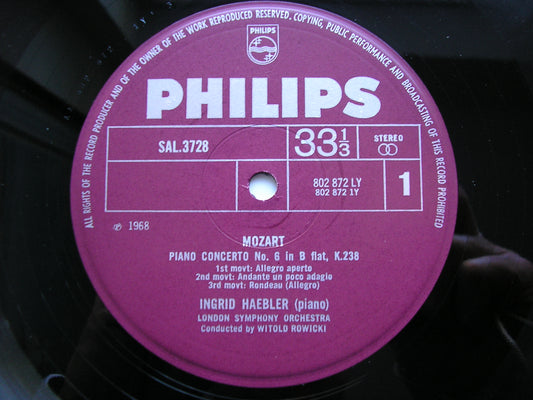 ALL RIGHTS OF THE RECORD PRODUCER AND OF THE OWNER OF THE WORK REPRODUCED RESERVED. COPYING, PUBLIC PERFORMANCE AND BROADCASTING OF THIS RECORD PROHIBITED
PHILIPS
PHILIPS
SAL.3728
33 1/3
STEREO
802 872 LY
802 872 1Y
1
℗ 1968
MOZART
PIANO CONCERTO No. 6 in B flat, K.238
1st movt: Allegro aperto
2nd movt: Andante un poco adagio
3rd movt: Rondeau (Allegro)
INGRID HAEBLER (piano)
LONDON SYMPHONY ORCHESTRA
Conducted by WITOLD ROWICKI